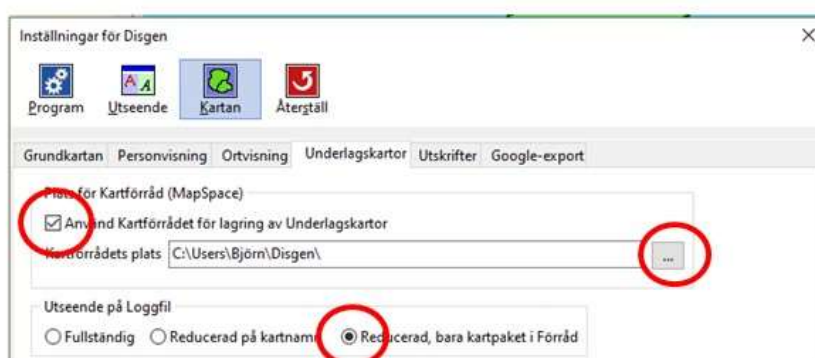 Inställningar för Disgen
Program Utseende Kartan Återställ
Grundkartan Personvisning Ortvisning Underlagskartor Utskrifter Google-export
Plats för Kartförråd (MapSpace)
Använd Kartförrådet för lagring av Underlagskartor
Kartförrådets plats C:\Users\Björn\Disgen\ ...
Utseende på Loggfil
Fullständig Reducerad på kartnamn Reducerad, bara kartpaket i Förråd